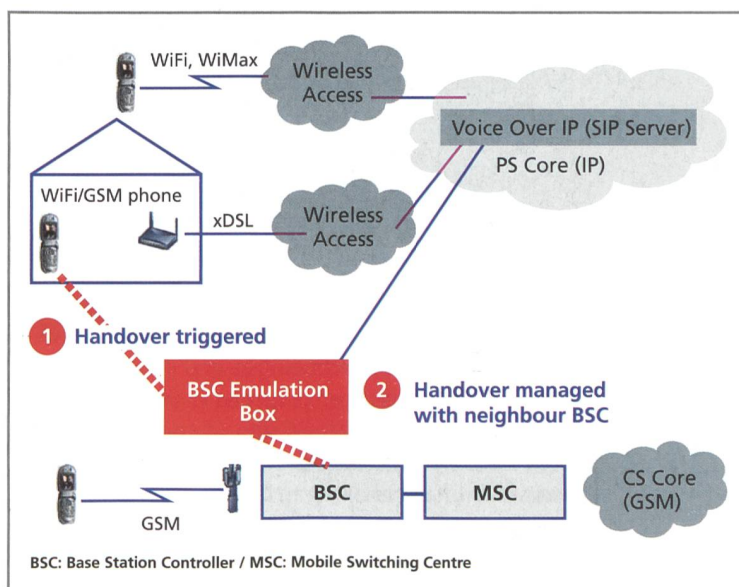 WiFi, WiMax
Wireless
Access
Voice Over IP (SIP Server)
PS Core (IP)
WiFi/GSM phone
xDSL
Wireless
Access
1 Handover triggered
BSC Emulation
Box
2 Handover managed
with neighbour BSC
GSM
BSC
MSC
CS Core
(GSM)
BSC: Base Station Controller / MSC: Mobile Switching Centre